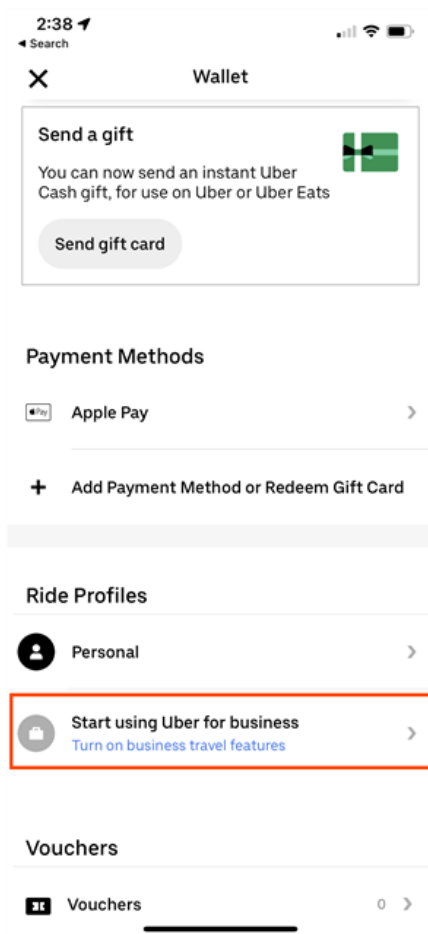 2:38
Search
Wallet
Send a gift
You can now send an instant Uber
Cash gift, for use on Uber or Uber Eats
Send gift card
Payment Methods
Pay
Apple Pay
Add Payment Method or Redeem Gift Card
Ride Profiles
Personal
Start using Uber for business
Turn on business travel features
Vouchers
Vouchers 0